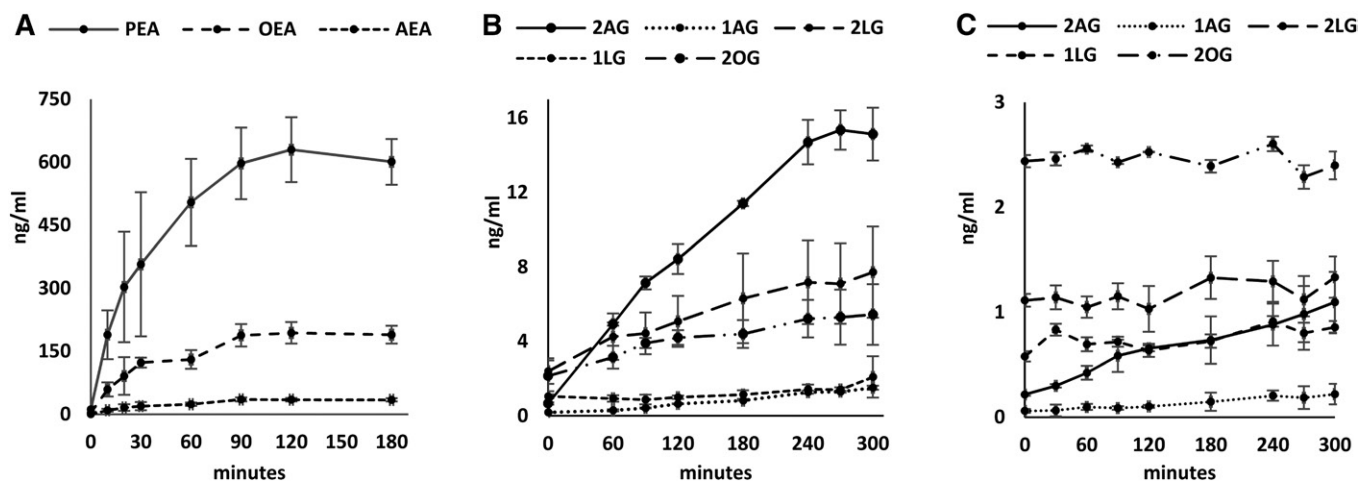 A PEA OEA AEA
750
600
450
300
150
0
ng/ml
0 30 60 90 120 150 180
minutes
B 2AG 1AG 2LG
1LG 2OG
16
12
8
4
0
ng/ml
0 60 120 180 240 300
minutes
C 2AG 1AG 2LG
1LG 2OG
3
2
1
0
ng/ml
0 60 120 180 240 300
minutes